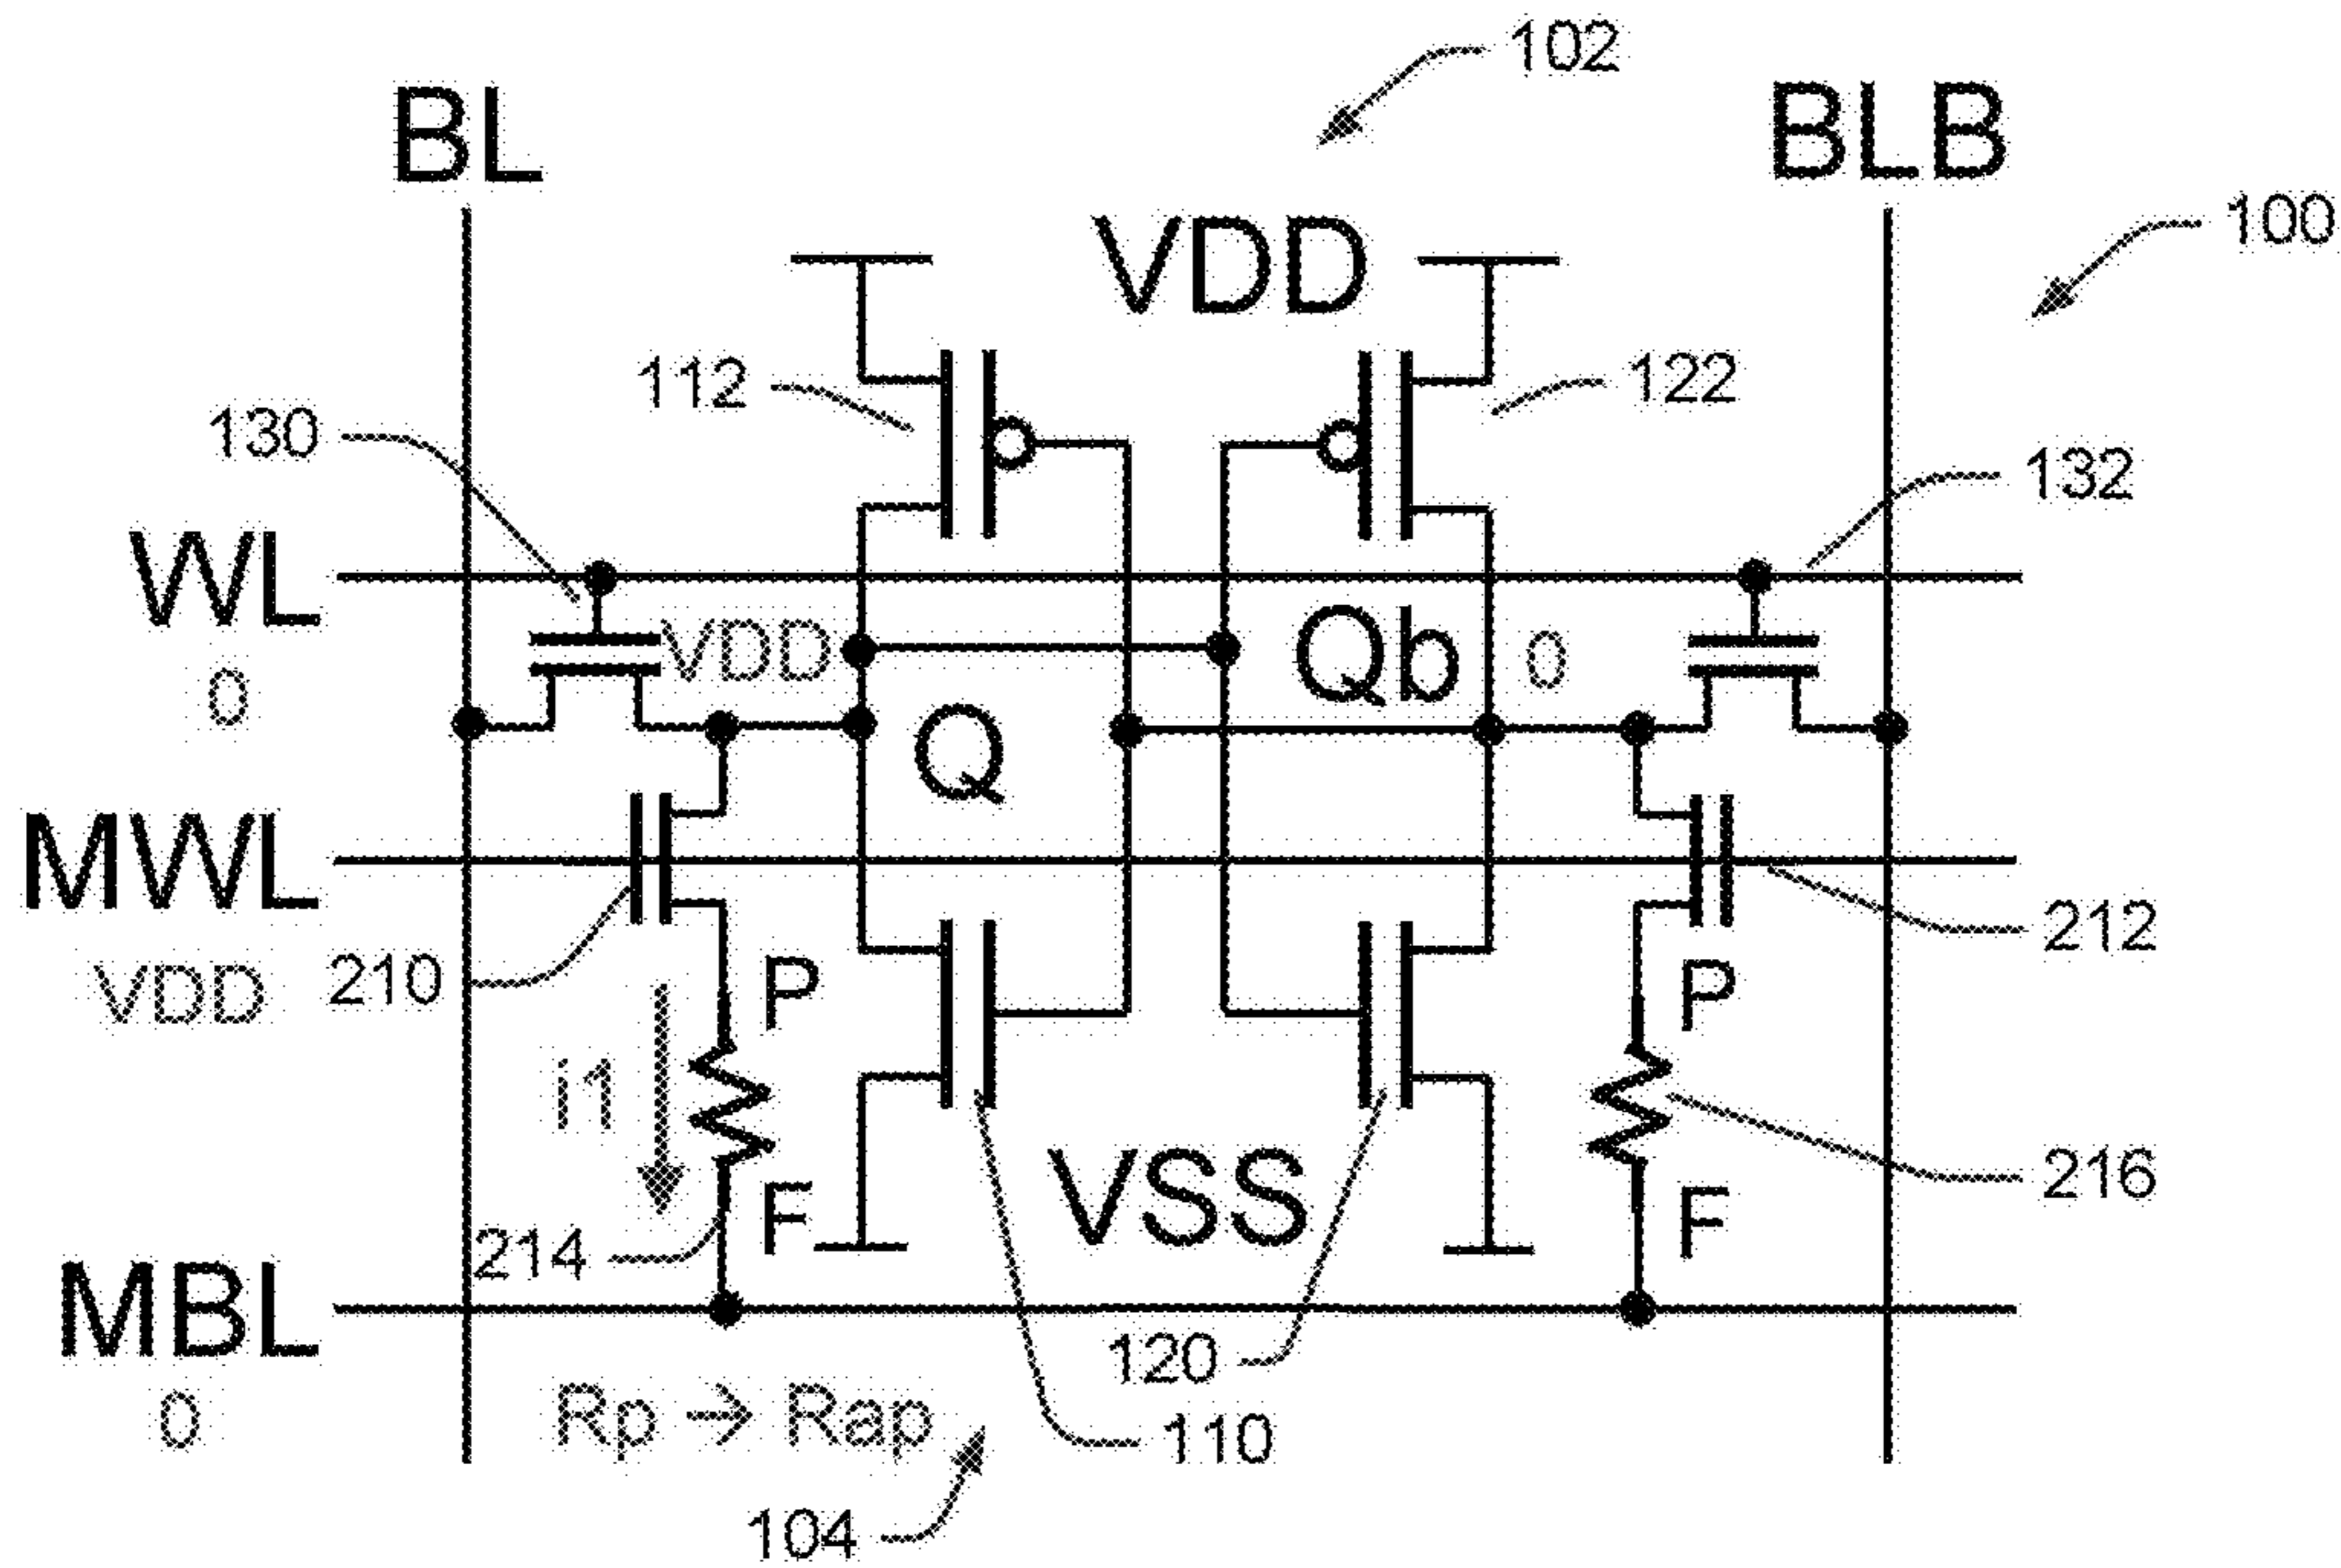 102
BL
BLB
100
VDD
112
122
130
132
WL
VDD
Qb
0
0
Q
MWL
210
212
VDD
P
P
i1
216
214
F
VSS
F
MBL
120
0
Rp → Rap
110
104